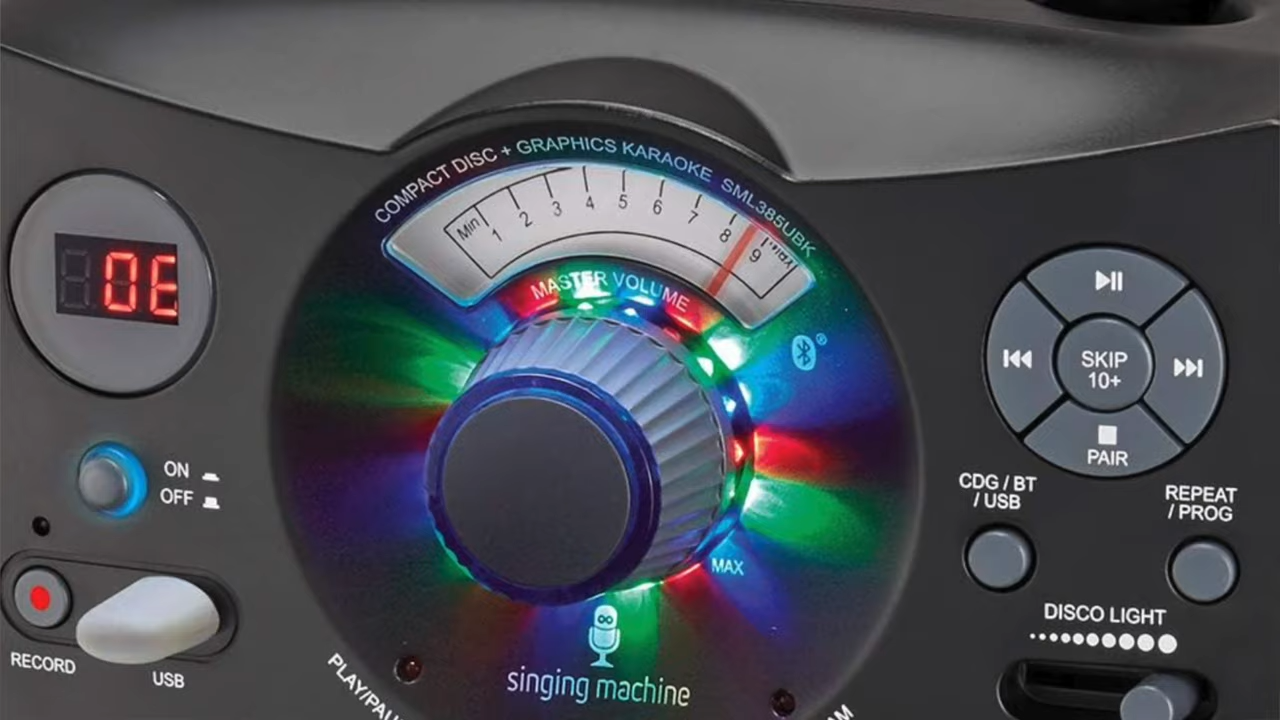 COMPACT DISC + GRAPHICS KARAOKE SML385UBK
Min 1 2 3 4 5 6 7 8 9
MASTER VOLUME
0E
SKIP
10+
PAIR
ON
OFF
CDG / BT
/ USB
REPEAT
/ PROG
MAX
DISCO LIGHT
RECORD
USB
singing machine